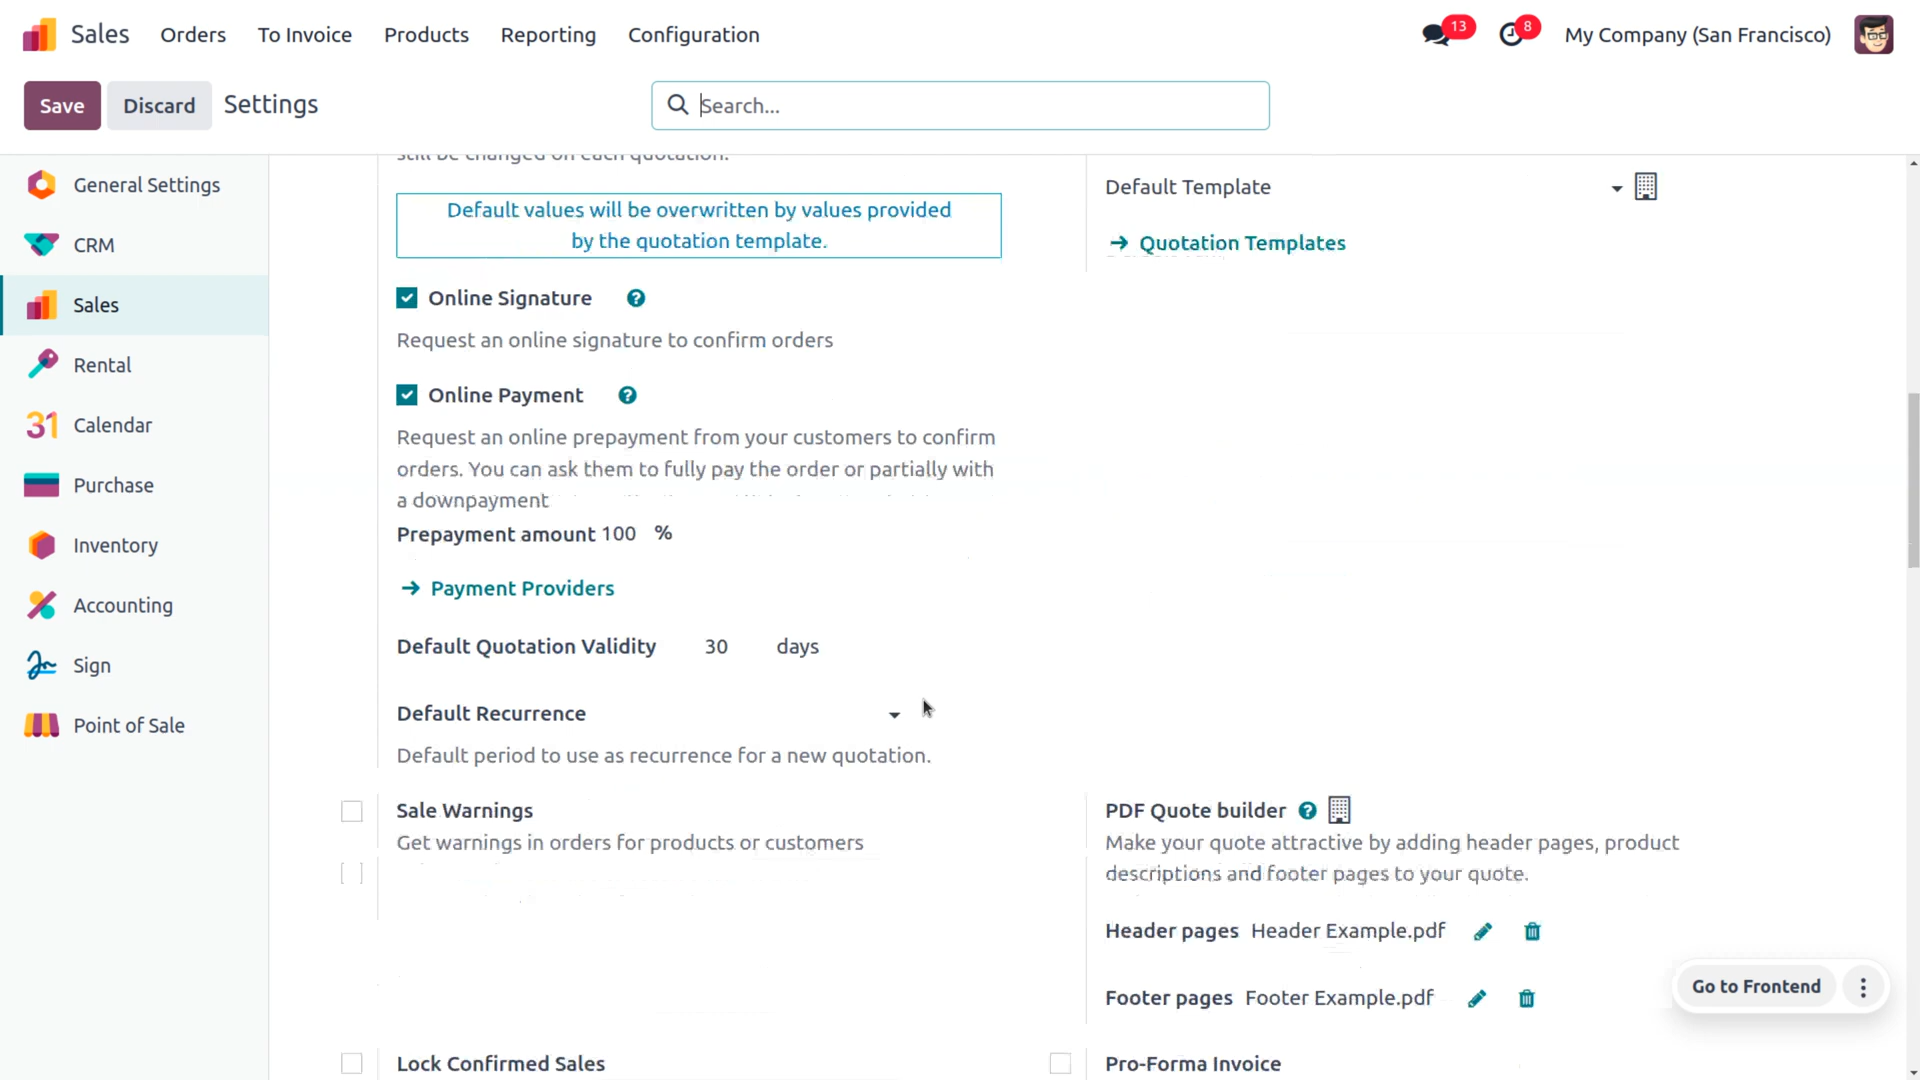 Sales
Orders
To Invoice
Products
Reporting
Configuration
13
8
My Company (San Francisco)
Save
Discard
Settings
Search...
General Settings
CRM
Sales
Rental
Calendar
Purchase
Inventory
Accounting
Sign
Point of Sale
still be changed on each quotation.
Default values will be overwritten by values provided
by the quotation template.
Online Signature
Request an online signature to confirm orders
Online Payment
Request an online prepayment from your customers to confirm
orders. You can ask them to fully pay the order or partially with
a downpayment
Prepayment amount 100 %
Payment Providers
Default Quotation Validity 30 days
Default Recurrence
Default period to use as recurrence for a new quotation.
Default Template
Quotation Templates
Sale Warnings
Get warnings in orders for products or customers
PDF Quote builder
Make your quote attractive by adding header pages, product
descriptions and footer pages to your quote.
Header pages Header Example.pdf
Footer pages Footer Example.pdf
Go to Frontend
Lock Confirmed Sales
Pro-Forma Invoice
31